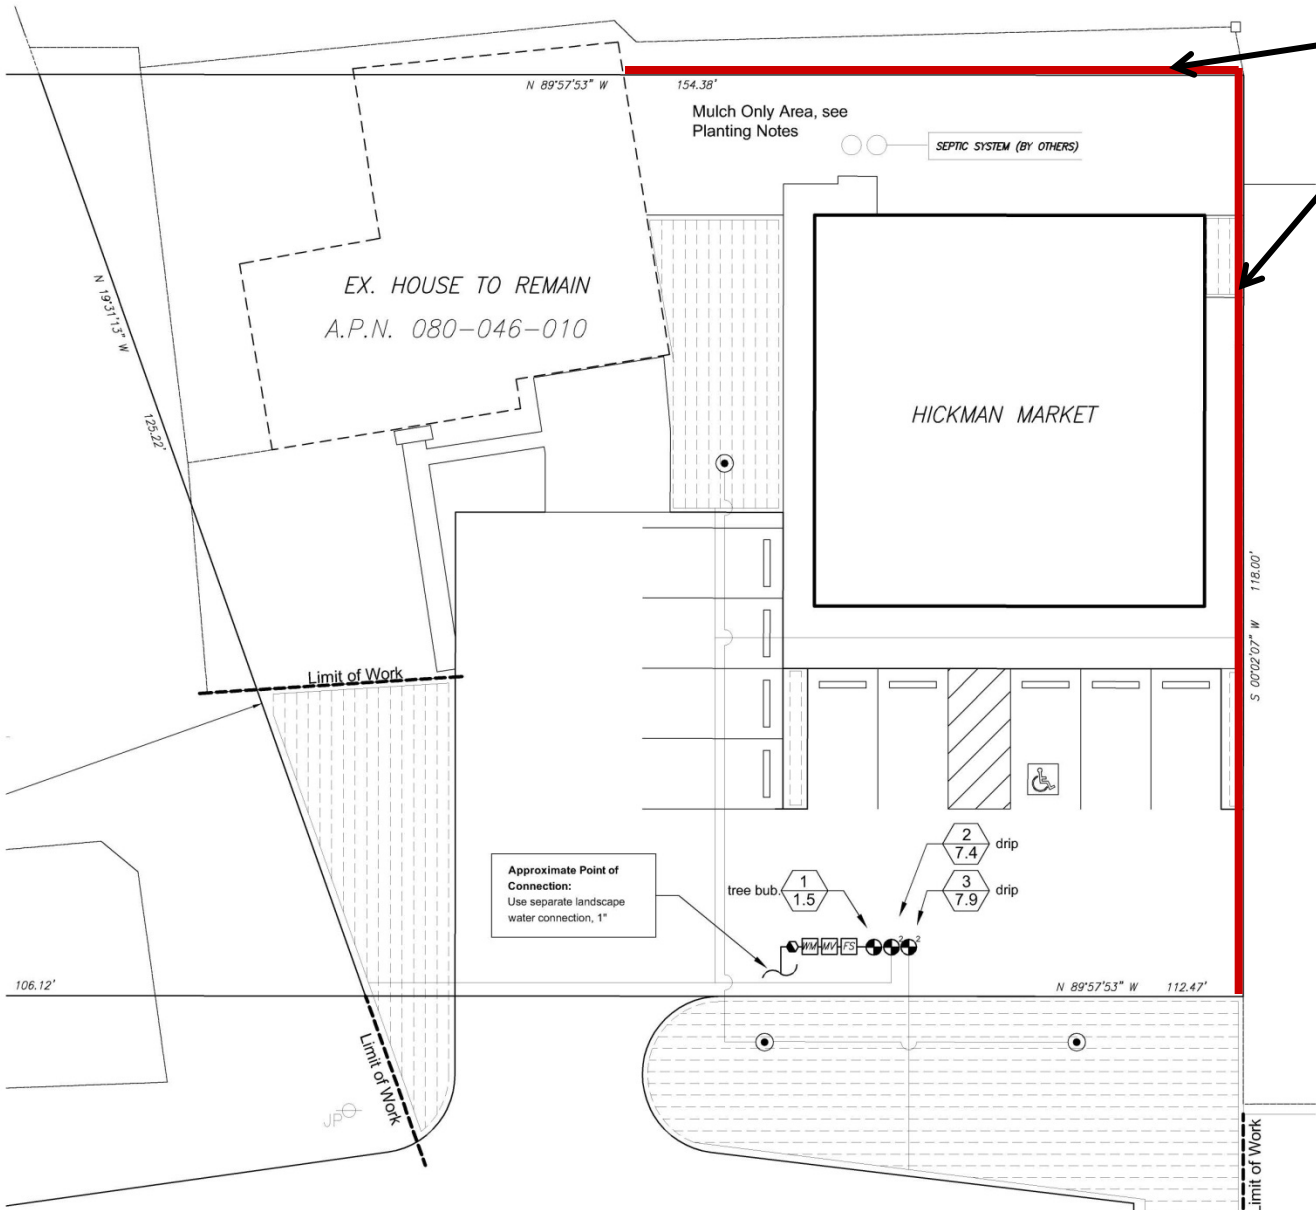 N 89°57'53" W 154.38'
Mulch Only Area, see
Planting Notes
SEPTIC SYSTEM (BY OTHERS)
N 19°31'13" W
125.22'
EX. HOUSE TO REMAIN
A.P.N. 080-046-010
HICKMAN MARKET
S 00°02'07" W 118.00'
Limit of Work
2
7.4
drip
tree bub.
1
1.5
3
7.9
drip
Approximate Point of
Connection:
Use separate landscape
water connection, 1"
WM MV FS
2 2
106.12'
N 89°57'53" W 112.47'
Limit of Work
JP
Limit of Work